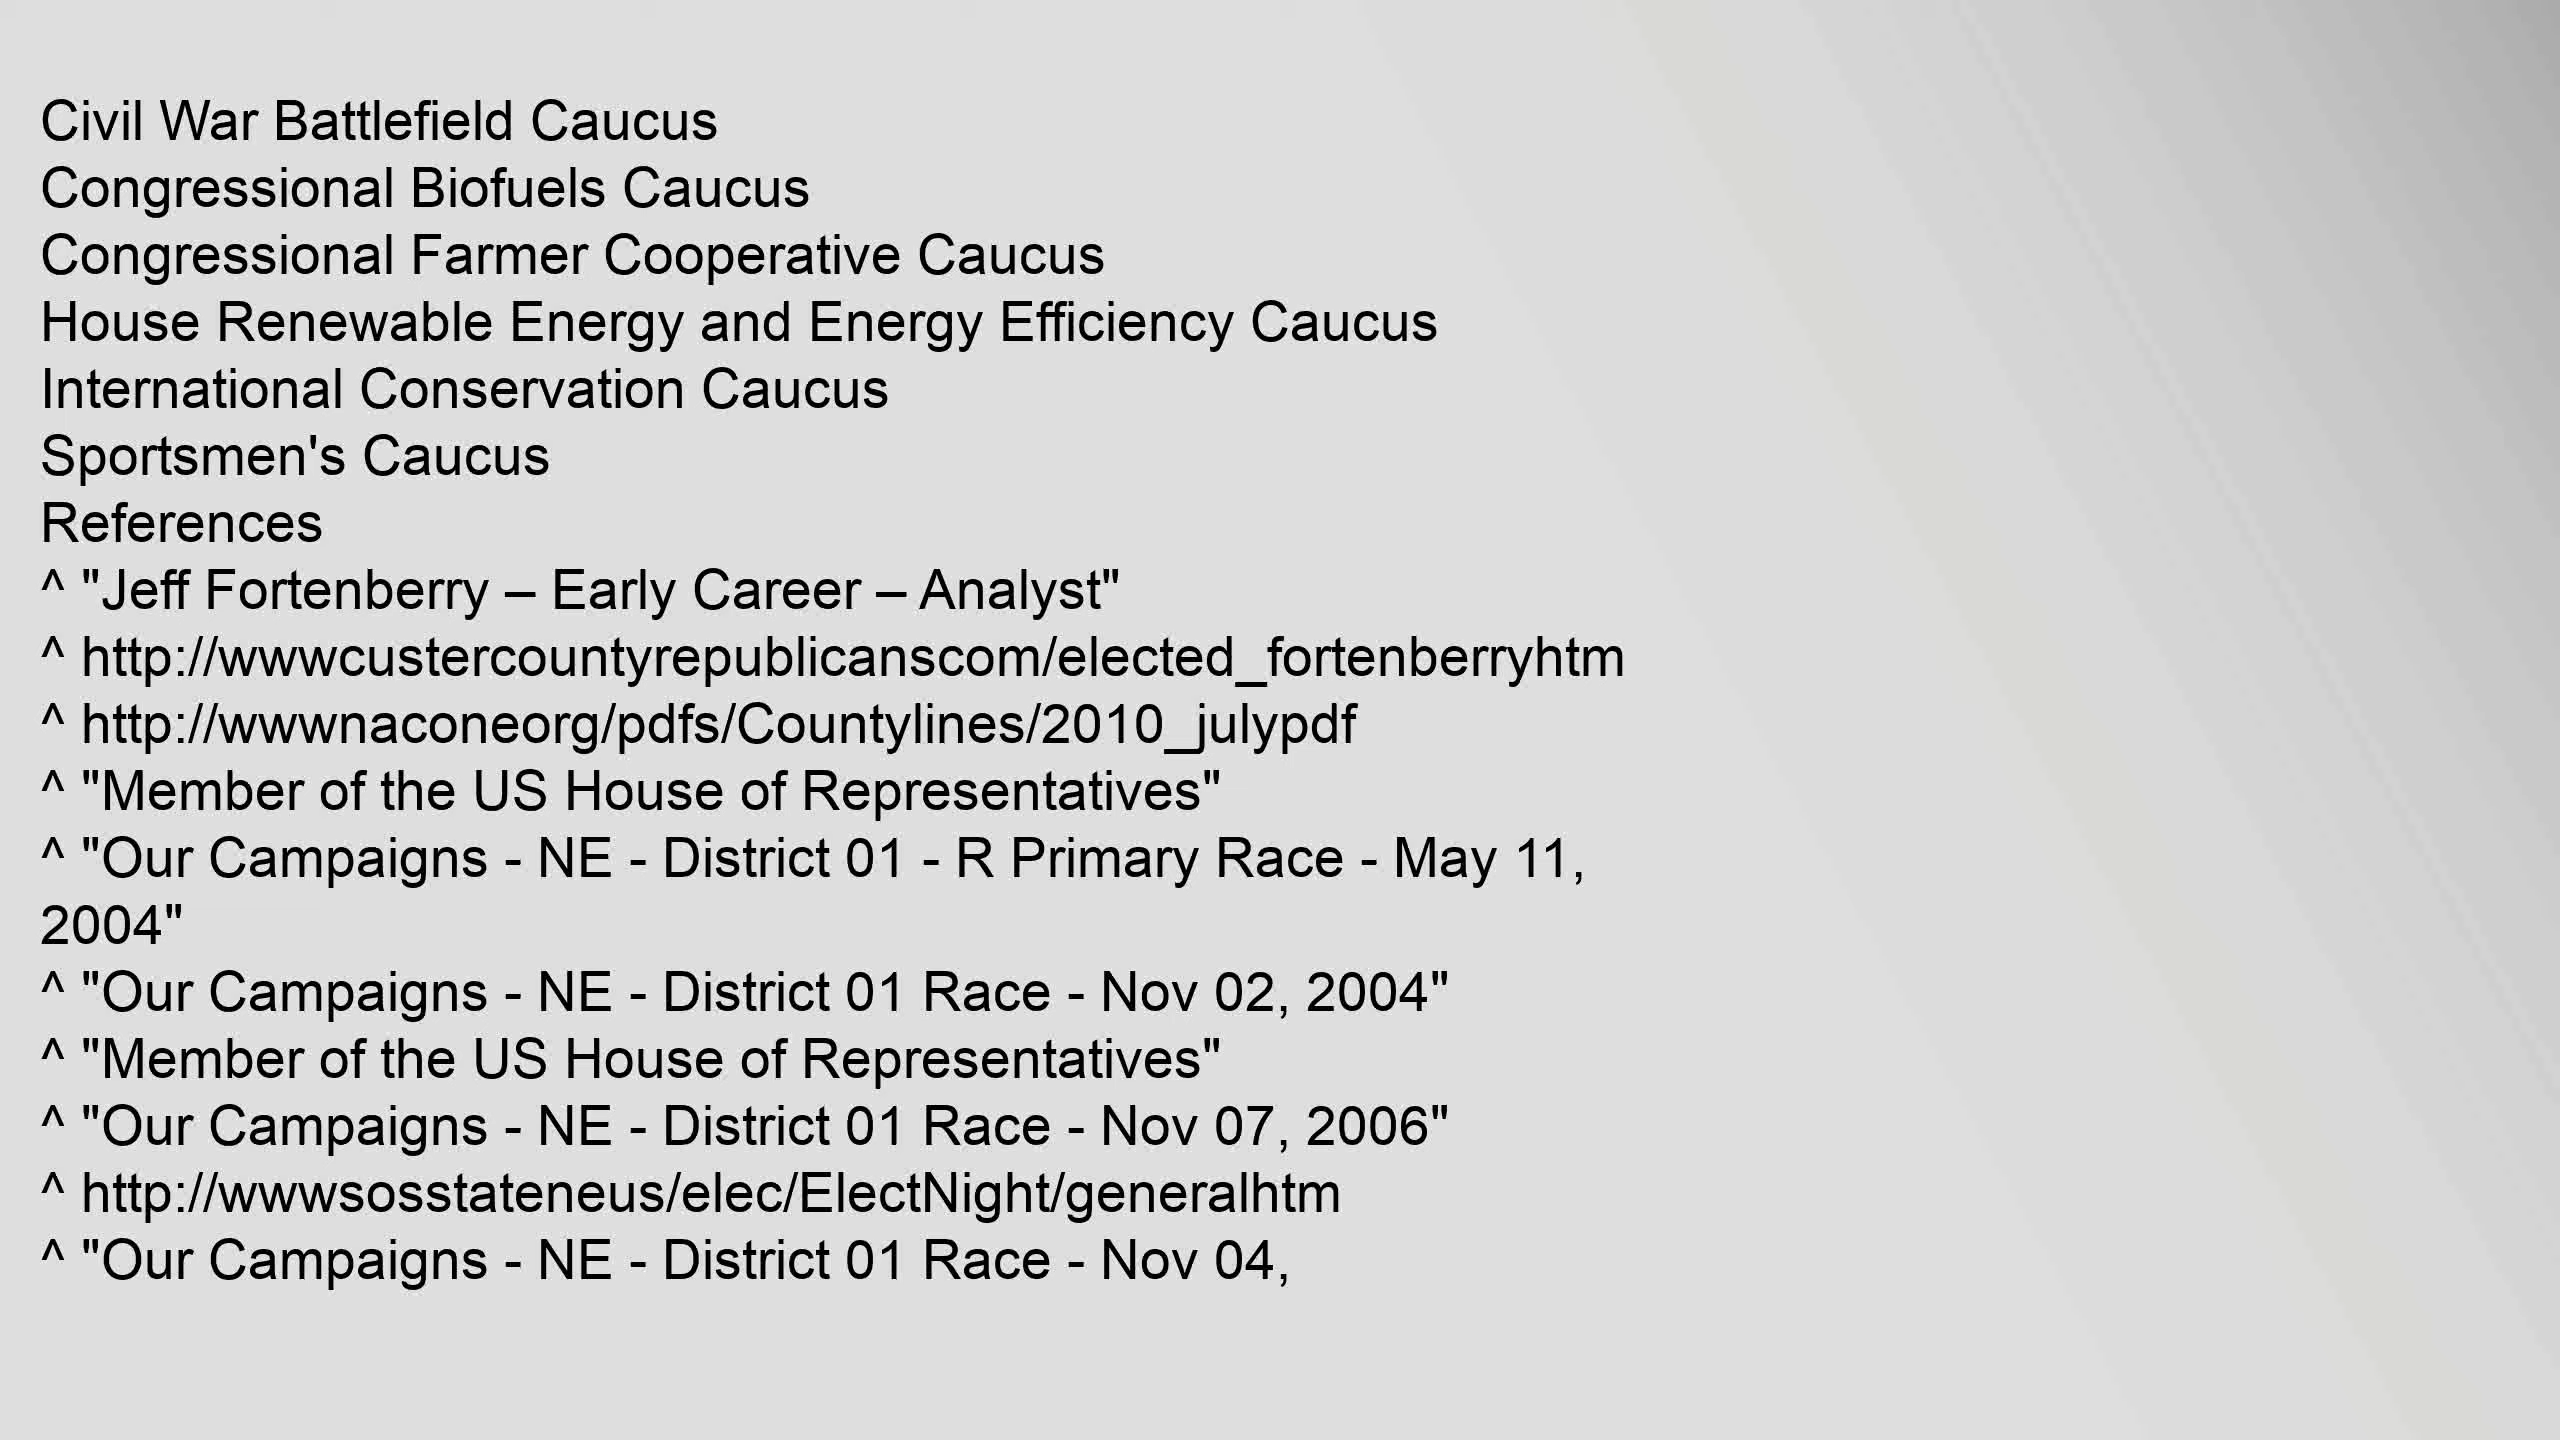 Civil War Battlefield Caucus
Congressional Biofuels Caucus
Congressional Farmer Cooperative Caucus
House Renewable Energy and Energy Efficiency Caucus
International Conservation Caucus
Sportsmen's Caucus
References
^ "Jeff Fortenberry – Early Career – Analyst"
^ http://wwwcustercountyrepublicanscom/elected_fortenberryhtm
^ http://wwwnaconeorg/pdfs/Countylines/2010_julypdf
^ "Member of the US House of Representatives"
^ "Our Campaigns - NE - District 01 - R Primary Race - May 11,
2004"
^ "Our Campaigns - NE - District 01 Race - Nov 02, 2004"
^ "Member of the US House of Representatives"
^ "Our Campaigns - NE - District 01 Race - Nov 07, 2006"
^ http://wwwsosstateneus/elec/ElectNight/generalhtm
^ "Our Campaigns - NE - District 01 Race - Nov 04,